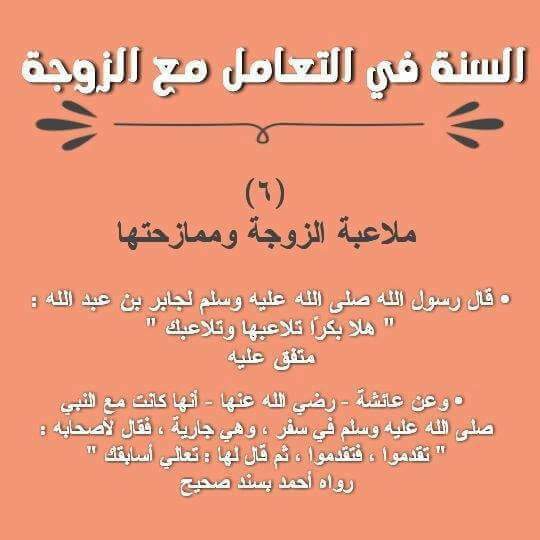 السنة في التعامل مع الزوجة
(٦)
ملاعبة الزوجة وممازحتها
• قال رسول الله صلى الله عليه وسلم لجابر بن عبد الله :
" هلا بكرًا تلاعبها وتلاعبك "
متفق عليه
• وعن عائشة - رضي الله عنها - أنها كانت مع النبي
صلى الله عليه وسلم في سفر ، وهي جارية ، فقال لأصحابه :
" تقدموا ، فتقدموا ، ثم قال لها : تعالي أسابقك "
رواه أحمد بسند صحيح